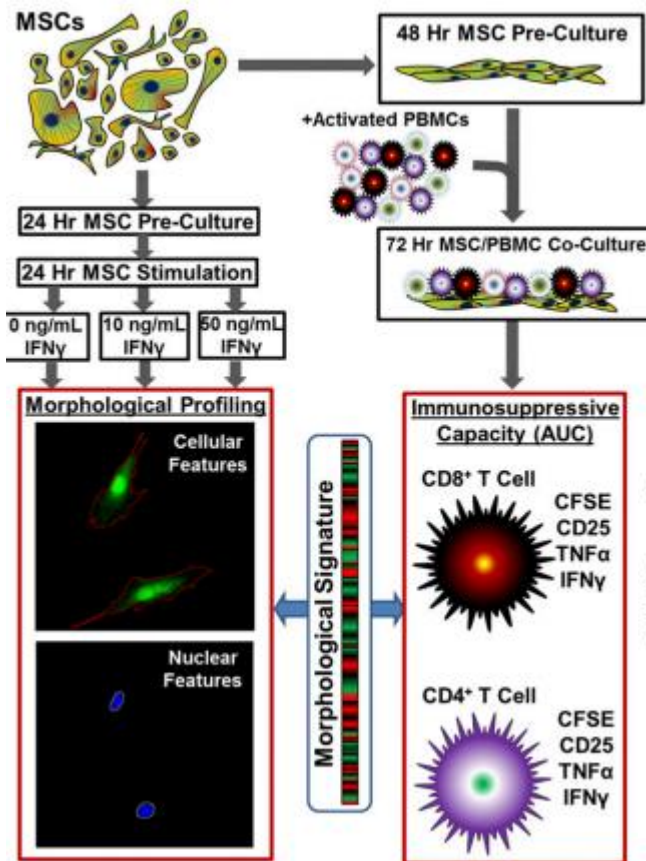 MSCs
48 Hr MSC Pre-Culture
+Activated PBMCs
24 Hr MSC Pre-Culture
72 Hr MSC/PBMC Co-Culture
24 Hr MSC Stimulation
0 ng/mL
IFNγ
10 ng/mL
IFNγ
50 ng/mL
IFNγ
Morphological Profiling
Cellular
Features
Nuclear
Features
Morphological Signature
Immunosuppressive
Capacity (AUC)
CD8⁺ T Cell
CFSE
CD25
TNFα
IFNγ
CD4⁺ T Cell
CFSE
CD25
TNFα
IFNγ